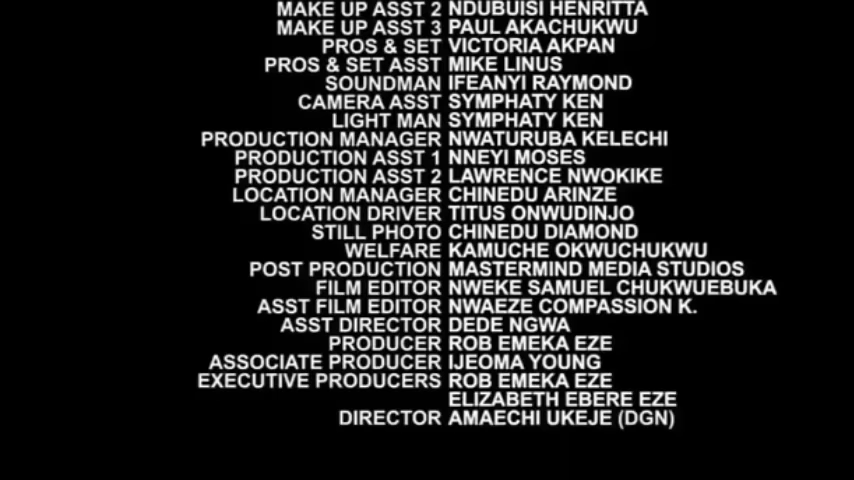 MAKE UP ASST 2 NDUBUISI HENRITTA
MAKE UP ASST 3 PAUL AKACHUKWU
PROS & SET VICTORIA AKPAN
PROS & SET ASST MIKE LINUS
SOUNDMAN IFEANYI RAYMOND
CAMERA ASST SYMPHATY KEN
LIGHT MAN SYMPHATY KEN
PRODUCTION MANAGER NWATURUBA KELECHI
PRODUCTION ASST 1 NNEYI MOSES
PRODUCTION ASST 2 LAWRENCE NWOKIKE
LOCATION MANAGER CHINEDU ARINZE
LOCATION DRIVER TITUS ONWUDINJO
STILL PHOTO CHINEDU DIAMOND
WELFARE KAMUCHE OKWUCHUKWU
POST PRODUCTION MASTERMIND MEDIA STUDIOS
FILM EDITOR NWEKE SAMUEL CHUKWUEBUKA
ASST FILM EDITOR NWAEZE COMPASSION K.
ASST DIRECTOR DEDE NGWA
PRODUCER ROB EMEKA EZE
ASSOCIATE PRODUCER IJEOMA YOUNG
EXECUTIVE PRODUCERS ROB EMEKA EZE
ELIZABETH EBERE EZE
DIRECTOR AMAECHI UKEJE (DGN)